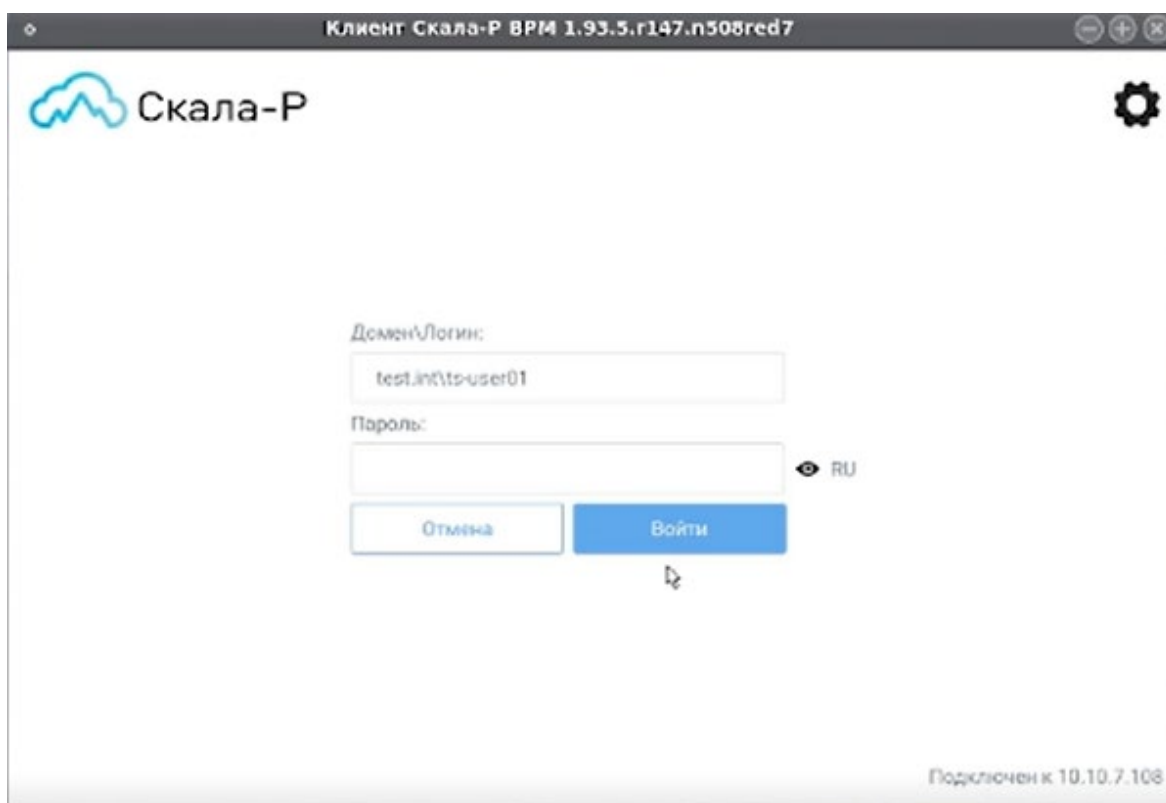 Клиент Скала-Р ВРМ 1.93.5.r147.n508red7
Скала-Р
Домен\Логин:
test.int\ts-user01
Пароль:
RU
Отмена
Войти
Подключен к 10.10.7.108